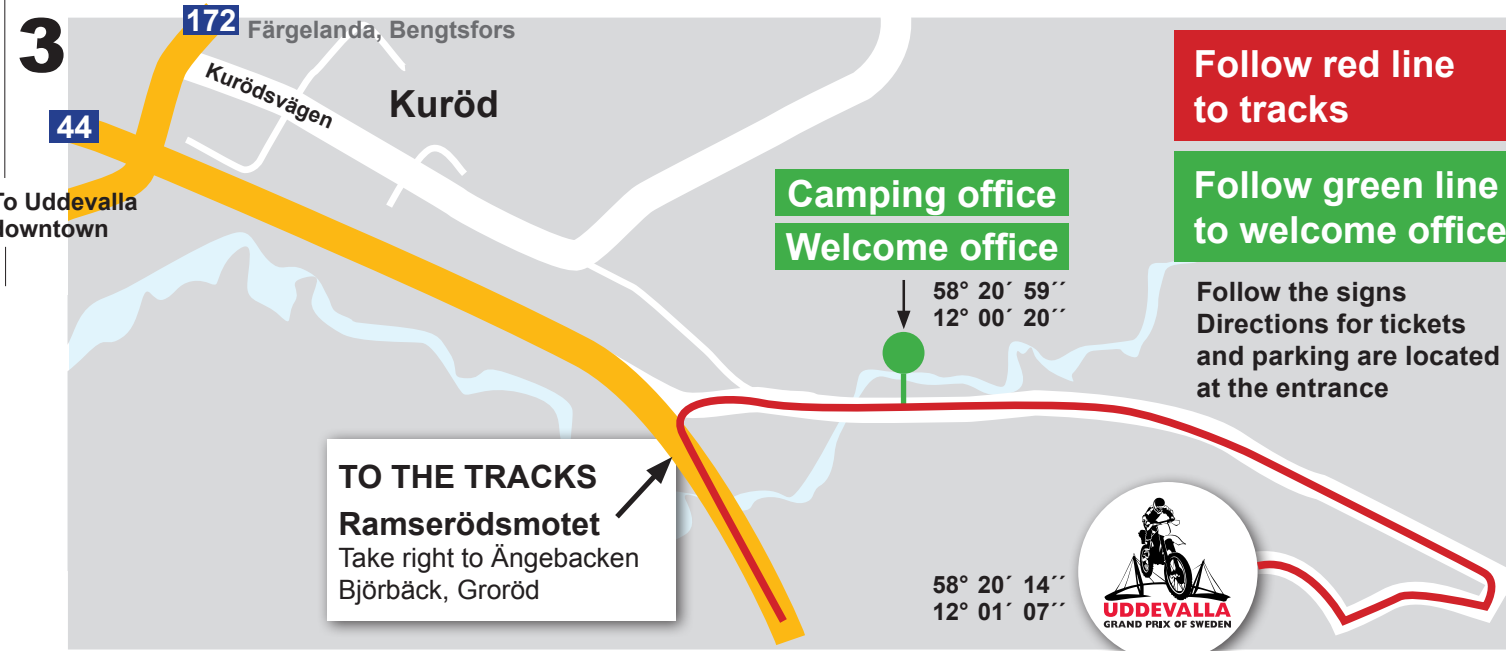 3
172
Färgelanda, Bengtsfors
Kurödsvägen
Kuröd
44
To Uddevalla
downtown
Follow red line
to tracks
Follow green line
to welcome office
Camping office
Welcome office
58° 20´ 59´´
12° 00´ 20´´
Follow the signs
Directions for tickets
and parking are located
at the entrance
TO THE TRACKS
Ramserödsmotet
Take right to Ängebacken
Björbäck, Groröd
58° 20´ 14´´
12° 01´ 07´´
UDDEVALLA
GRAND PRIX OF SWEDEN